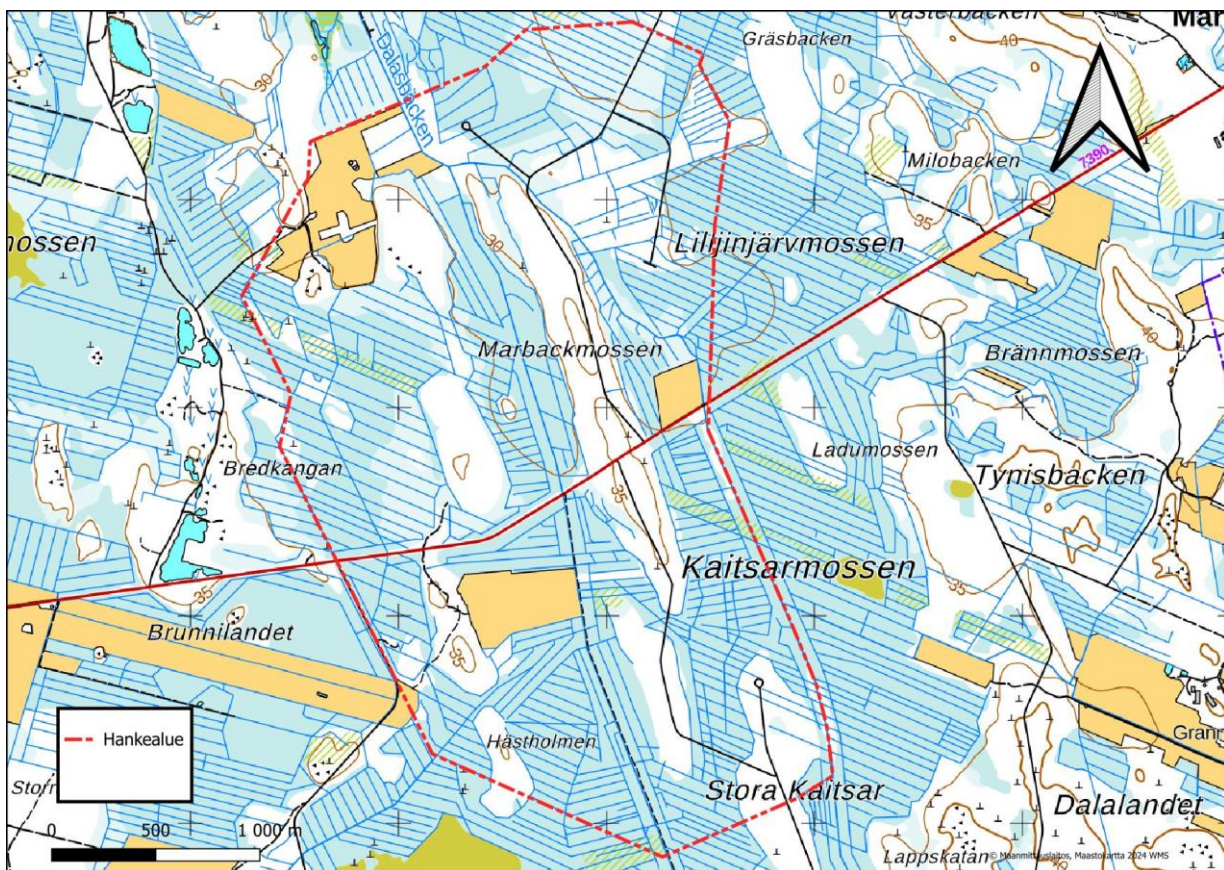 Västerbacken
Mar
Gräsbacken
40
30
Dalasbäcken
7390
Milobacken
35
mossen
30
Liljinjärvmossen
40
Marbackmossen
Brännmossen
Ladumossen
Bredkangan
Tynisbacken
35
Kaitsarmossen
35
35
Brunnilandet
35
Hankealue
Hästholmen
Grann
Storr
Stora Kaitsar
Dalalandet
0 500 1 000 m
Lappskatan
© Maanmittauslaitos, Maastokartta 2024 WMS